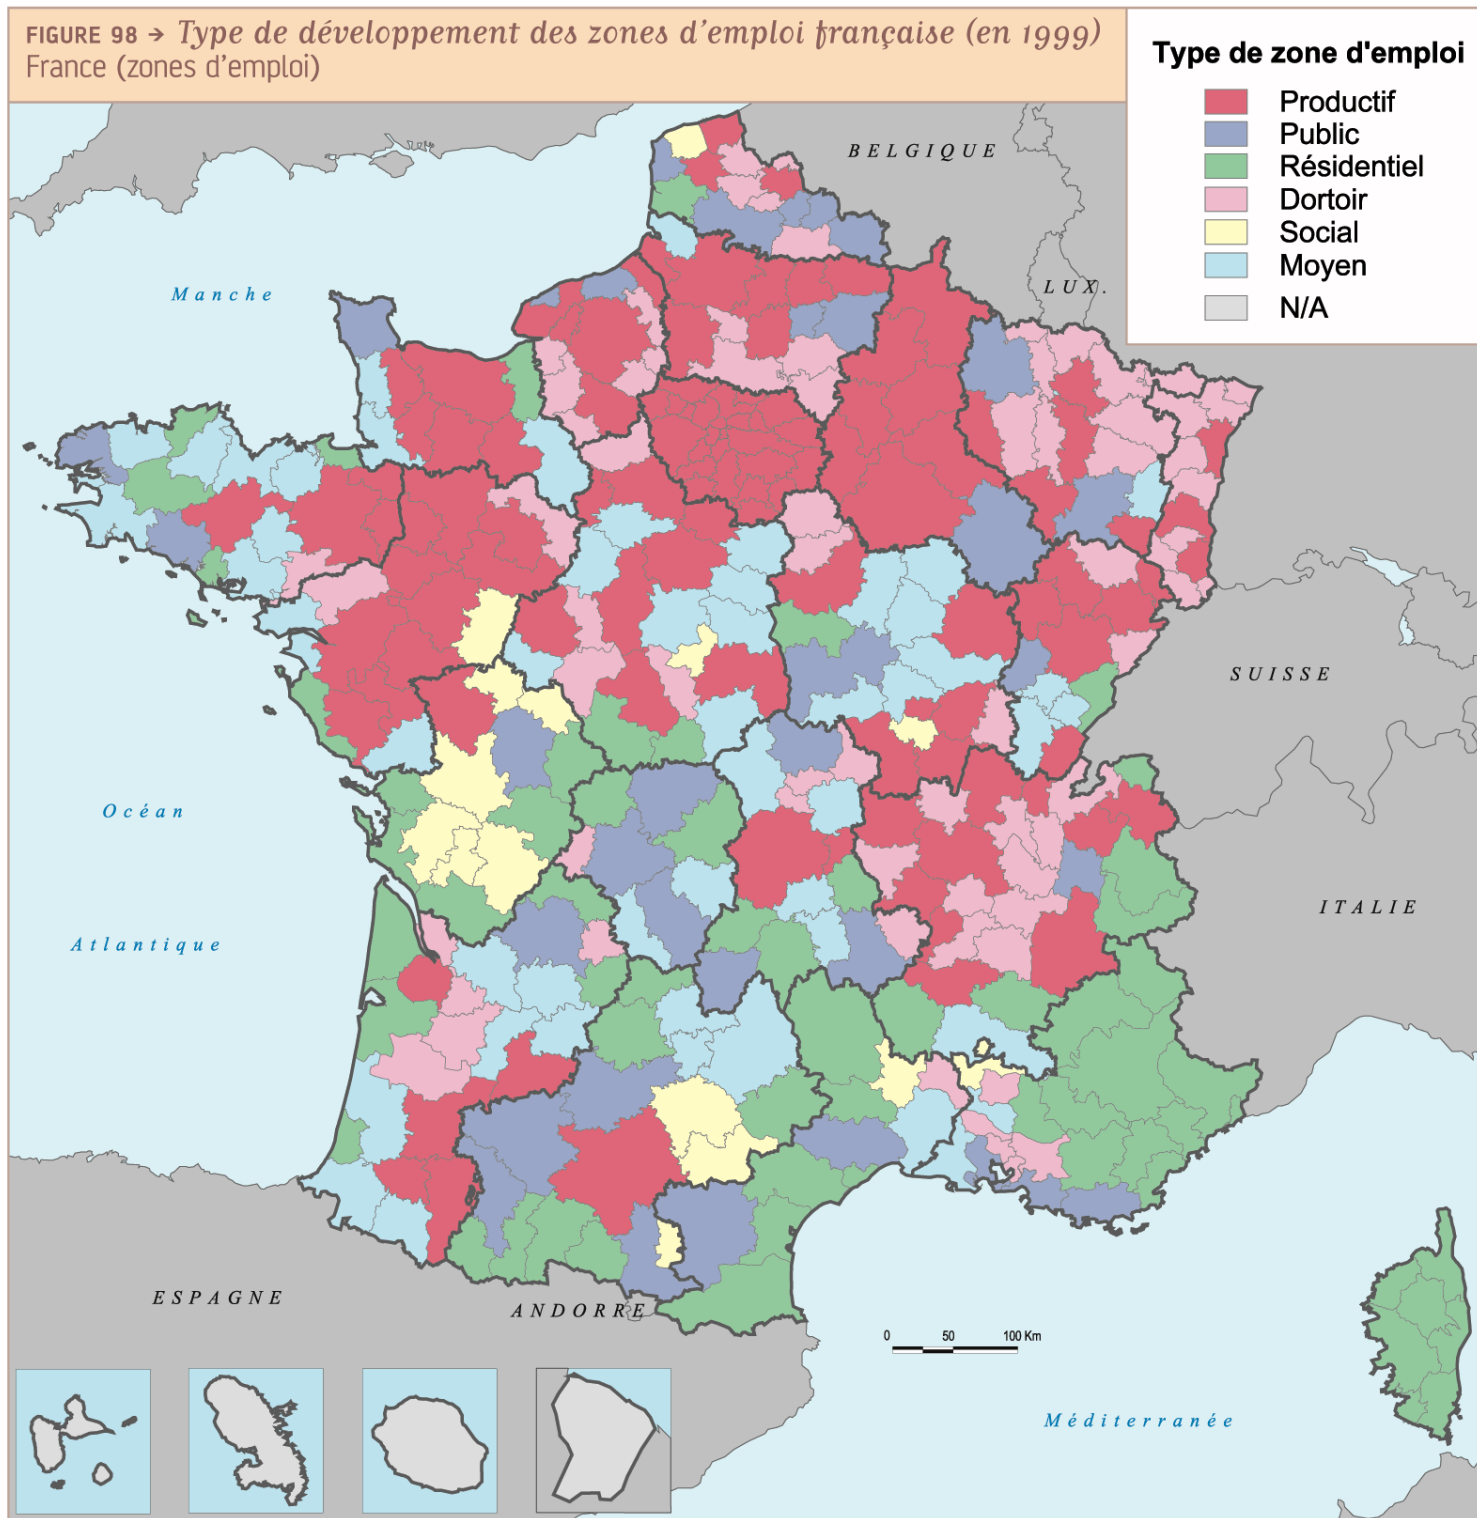 FIGURE 98 → Type de développement des zones d'emploi française (en 1999)
France (zones d'emploi)
Type de zone d'emploi
Productif
Public
Résidentiel
Dortoir
Social
Moyen
N/A
BELGIQUE
LUX.
Manche
SUISSE
Océan
ITALIE
Atlantique
ESPAGNE
ANDORRE
0 50 100 Km
Méditerranée